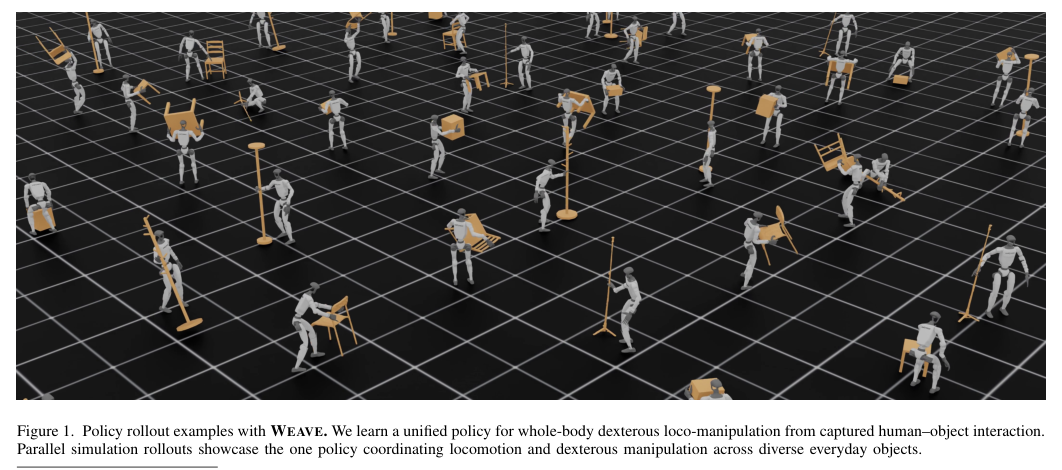 Figure 1. Policy rollout examples with WEAVE. We learn a unified policy for whole-body dexterous loco-manipulation from captured human–object interaction.
Parallel simulation rollouts showcase the one policy coordinating locomotion and dexterous manipulation across diverse everyday objects.